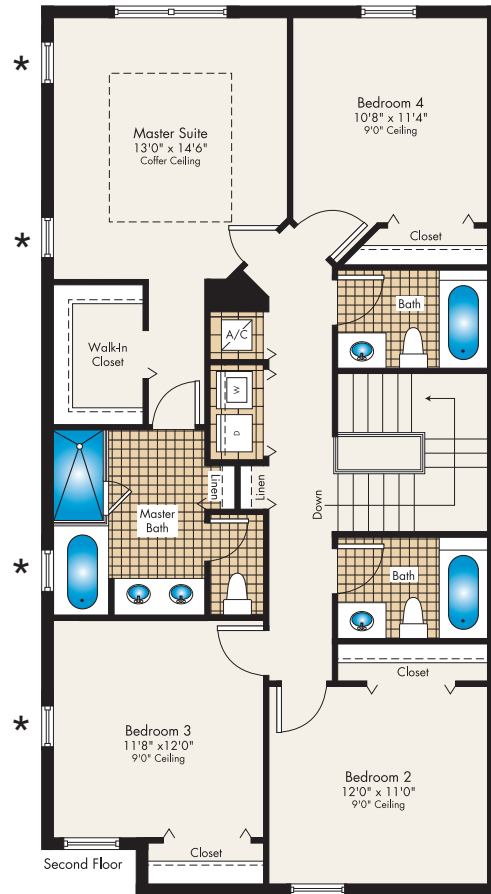 Master Suite
13'0" x 14'6"
Coffer Ceiling
Bedroom 4
10'8" x 11'4"
9'0" Ceiling
*
*
Closet
Bath
A/C
Walk-In
Closet
W
D
Linen
Linen
Down
Master
Bath
*
Bath
Closet
*
Bedroom 3
11'8" x12'0"
9'0" Ceiling
Bedroom 2
12'0" x 11'0"
9'0" Ceiling
Closet
Second Floor